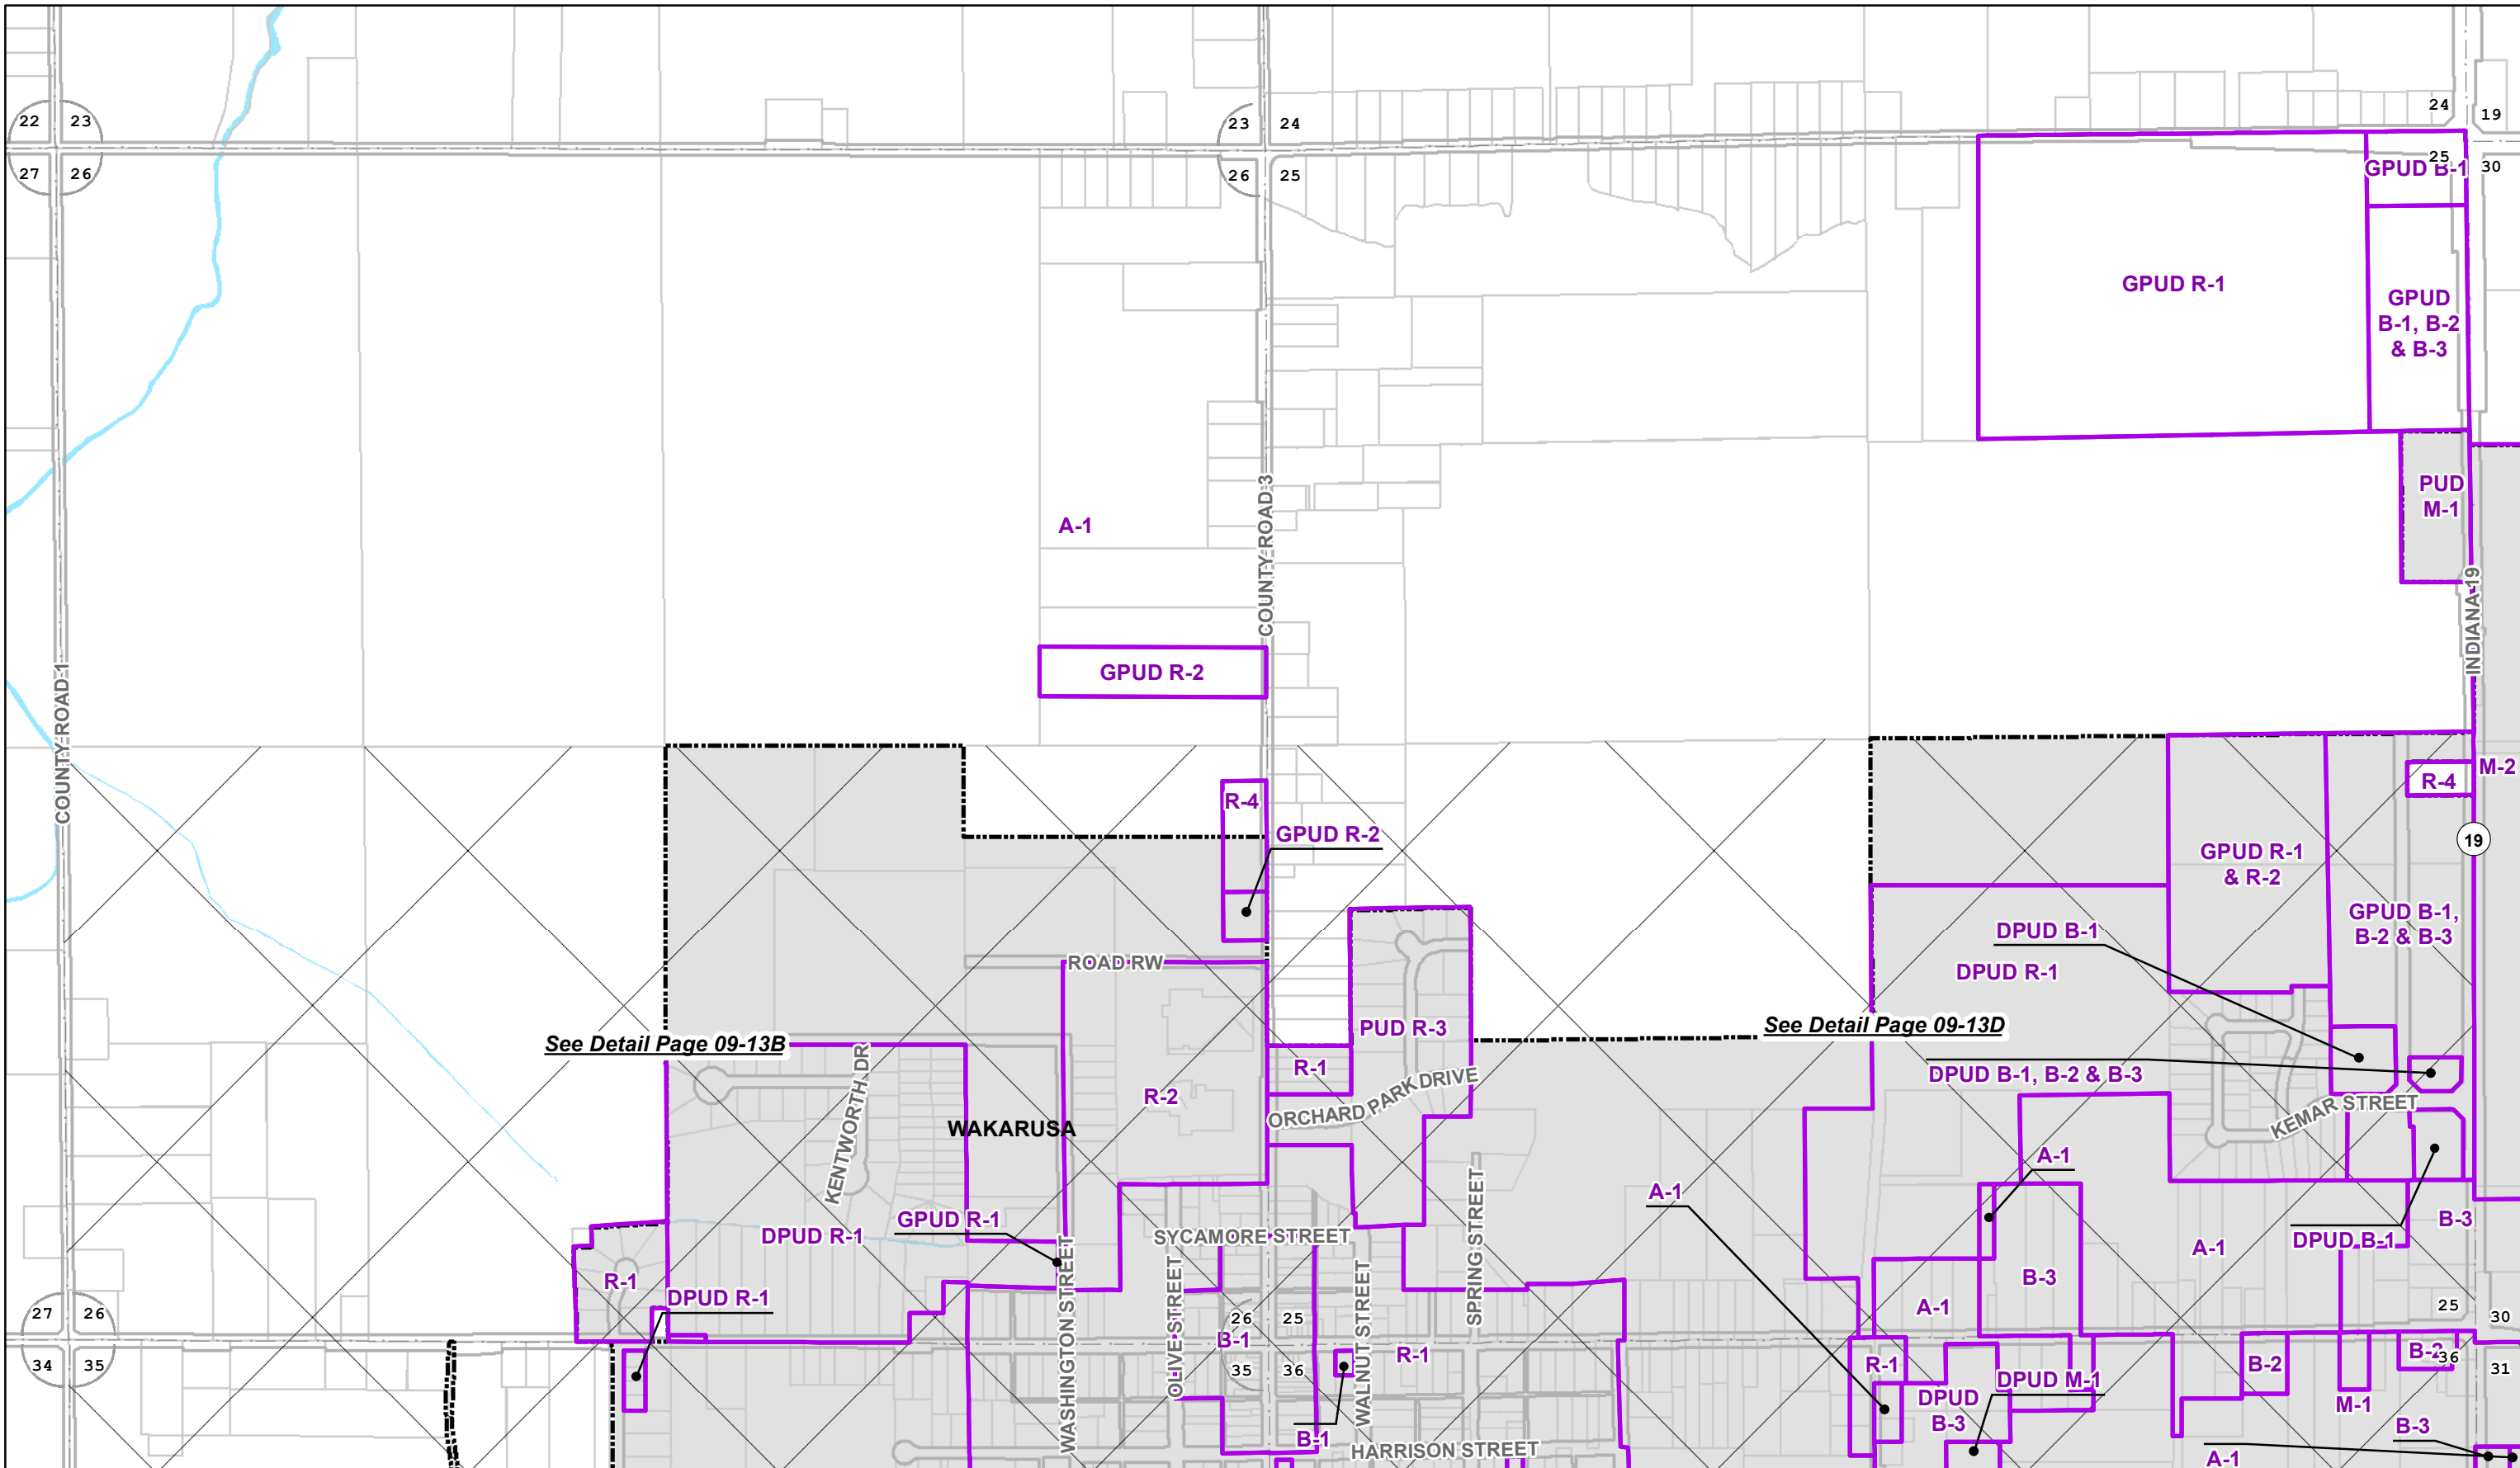 22 23
23 24
24 19
27 26
26 25
25 30
GPUD B-1
GPUD R-1
GPUD
B-1, B-2
& B-3
PUD
M-1
A-1
COUNTY ROAD 3
INDIANA 19
COUNTY ROAD 1
GPUD R-2
M-2
R-4
R-4
GPUD R-2
19
GPUD R-1
& R-2
GPUD B-1,
B-2 & B-3
DPUD B-1
DPUD R-1
ROAD RW
See Detail Page 09-13B
PUD R-3
See Detail Page 09-13D
R-1
DPUD B-1, B-2 & B-3
KENTWORTH DR
R-2
ORCHARD PARK DRIVE
KEMAR STREET
WAKARUSA
A-1
A-1
GPUD R-1
DPUD R-1
SYCAMORE STREET
SPRING STREET
B-3
DPUD B-1
A-1
R-1
DPUD R-1
WASHINGTON STREET
OLIVE STREET
WALNUT STREET
B-3
A-1
27 26
26 25
25 30
B-1
R-1
34 35
35 36
36 31
R-1
B-2
B-2
DPUD M-1
DPUD
B-3
M-1
B-1
HARRISON STREET
B-3
A-1